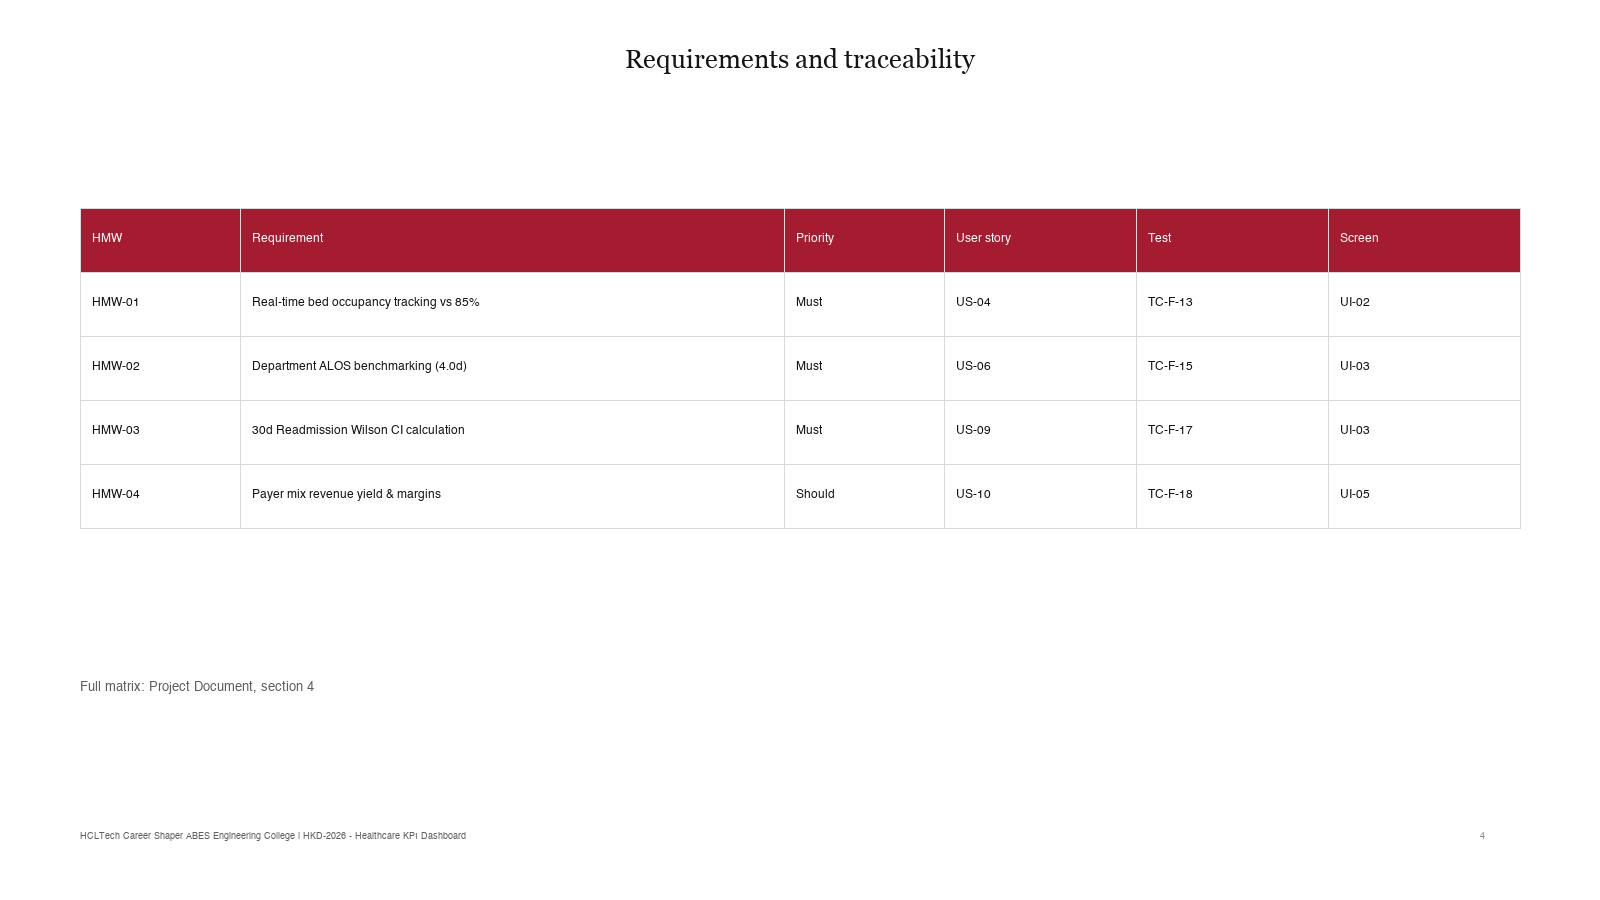 Requirements and traceability
HMW Requirement Priority User story Test Screen
HMW-01 Real-time bed occupancy tracking vs 85% Must US-04 TC-F-13 UI-02
HMW-02 Department ALOS benchmarking (4.0d) Must US-06 TC-F-15 UI-03
HMW-03 30d Readmission Wilson CI calculation Must US-09 TC-F-17 UI-03
HMW-04 Payer mix revenue yield & margins Should US-10 TC-F-18 UI-05
Full matrix: Project Document, section 4
HCLTech Career Shaper ABES Engineering College | HKD-2026 - Healthcare KPI Dashboard 4